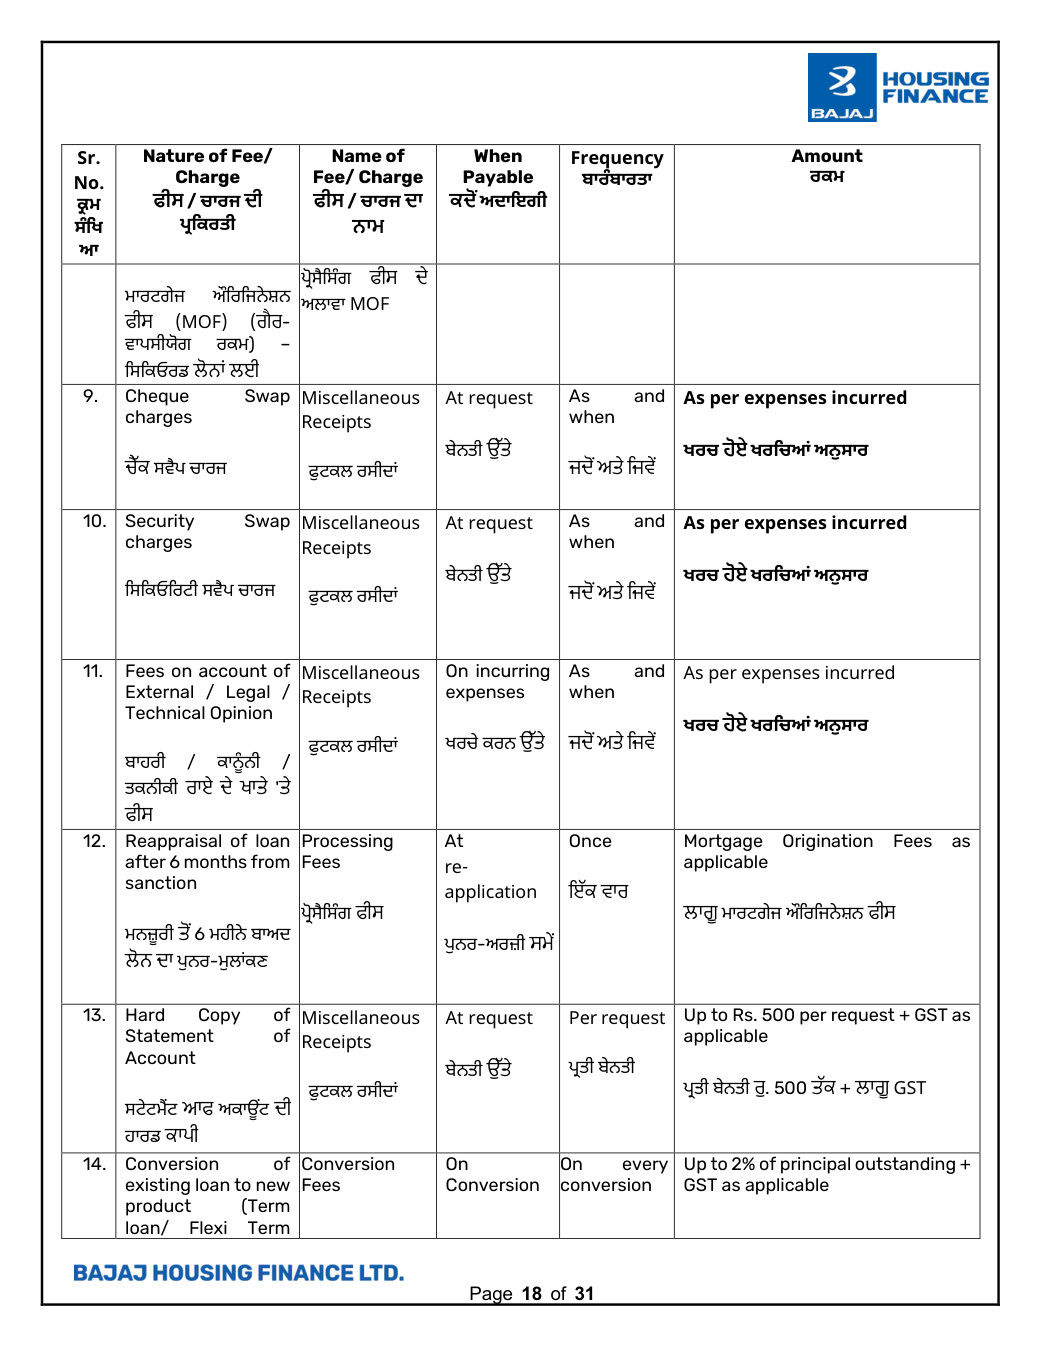 BAJAJ
HOUSING
FINANCE
Sr.
No.
ਕ੍ਰਮ
ਸੰਖਿ
ਆ
Nature of Fee/
Charge
ਫੀਸ / ਚਾਰਜ ਦੀ
ਪ੍ਰਕਿਰਤੀ
Name of
Fee/ Charge
ਫੀਸ / ਚਾਰਜ ਦਾ
ਨਾਮ
When
Payable
ਕਦੋਂ ਅਦਾਇਗੀ
Frequency
ਬਾਰੰਬਾਰਤਾ
Amount
ਰਕਮ
ਮਾਰਟਗੇਜ ਔਰਿਜਿਨੇਸ਼ਨ
ਫੀਸ (MOF) (ਗੈਰ-
ਵਾਪਸੀਯੋਗ ਰਕਮ) –
ਸਿਕਿਓਰਡ ਲੋਨਾਂ ਲਈ
ਪ੍ਰੋਸੈਸਿੰਗ ਫੀਸ ਦੇ
ਅਲਾਵਾ MOF
9.
Cheque Swap
charges
ਚੈੱਕ ਸਵੈਪ ਚਾਰਜ
Miscellaneous
Receipts
ਫੁਟਕਲ ਰਸੀਦਾਂ
At request
ਬੇਨਤੀ ਉੱਤੇ
As and
when
ਜਦੋਂ ਅਤੇ ਜਿਵੇਂ
As per expenses incurred
ਖਰਚ ਹੋਏ ਖਰਚਿਆਂ ਅਨੁਸਾਰ
10.
Security Swap
charges
ਸਿਕਿਓਰਿਟੀ ਸਵੈਪ ਚਾਰਜ
Miscellaneous
Receipts
ਫੁਟਕਲ ਰਸੀਦਾਂ
At request
ਬੇਨਤੀ ਉੱਤੇ
As and
when
ਜਦੋਂ ਅਤੇ ਜਿਵੇਂ
As per expenses incurred
ਖਰਚ ਹੋਏ ਖਰਚਿਆਂ ਅਨੁਸਾਰ
11.
Fees on account of
External / Legal /
Technical Opinion
ਬਾਹਰੀ / ਕਾਨੂੰਨੀ /
ਤਕਨੀਕੀ ਰਾਏ ਦੇ ਖਾਤੇ 'ਤੇ
ਫੀਸ
Miscellaneous
Receipts
ਫੁਟਕਲ ਰਸੀਦਾਂ
On incurring
expenses
ਖਰਚੇ ਕਰਨ ਉੱਤੇ
As and
when
ਜਦੋਂ ਅਤੇ ਜਿਵੇਂ
As per expenses incurred
ਖਰਚ ਹੋਏ ਖਰਚਿਆਂ ਅਨੁਸਾਰ
12.
Reappraisal of loan
after 6 months from
sanction
ਮਨਜ਼ੂਰੀ ਤੋਂ 6 ਮਹੀਨੇ ਬਾਅਦ
ਲੋਨ ਦਾ ਪੁਨਰ-ਮੁਲਾਂਕਣ
Processing
Fees
ਪ੍ਰੋਸੈਸਿੰਗ ਫੀਸ
At
re-
application
ਪੁਨਰ-ਅਰਜ਼ੀ ਸਮੇਂ
Once
ਇੱਕ ਵਾਰ
Mortgage Origination Fees as
applicable
ਲਾਗੂ ਮਾਰਟਗੇਜ ਔਰਿਜਿਨੇਸ਼ਨ ਫੀਸ
13.
Hard Copy of
Statement of
Account
ਸਟੇਟਮੈਂਟ ਆਫ ਅਕਾਊਂਟ ਦੀ
ਹਾਰਡ ਕਾਪੀ
Miscellaneous
Receipts
ਫੁਟਕਲ ਰਸੀਦਾਂ
At request
ਬੇਨਤੀ ਉੱਤੇ
Per request
ਪ੍ਰਤੀ ਬੇਨਤੀ
Up to Rs. 500 per request + GST as
applicable
ਪ੍ਰਤੀ ਬੇਨਤੀ ਰੁ. 500 ਤੱਕ + ਲਾਗੂ GST
14.
Conversion of
existing loan to new
product (Term
loan/ Flexi Term
Conversion
Fees
On
Conversion
On every
conversion
Up to 2% of principal outstanding +
GST as applicable
BAJAJ HOUSING FINANCE LTD.
Page 18 of 31